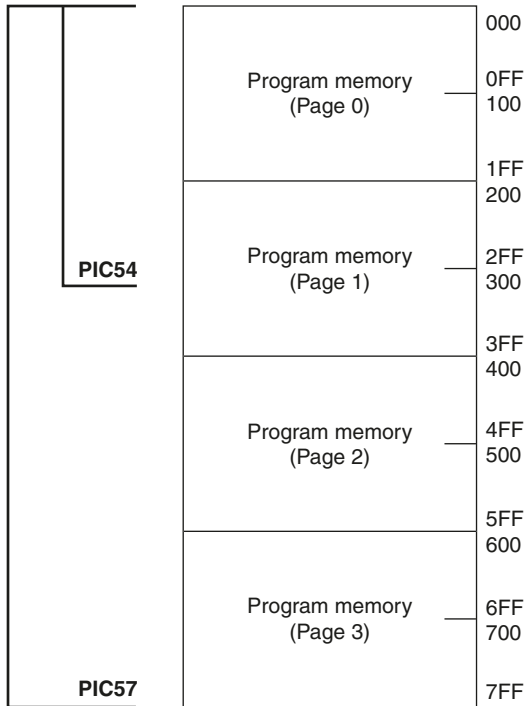 000
Program memory
(Page 0)
0FF
100
1FF
200
Program memory
(Page 1)
PIC54
2FF
300
3FF
400
Program memory
(Page 2)
4FF
500
5FF
600
Program memory
(Page 3)
6FF
700
PIC57
7FF